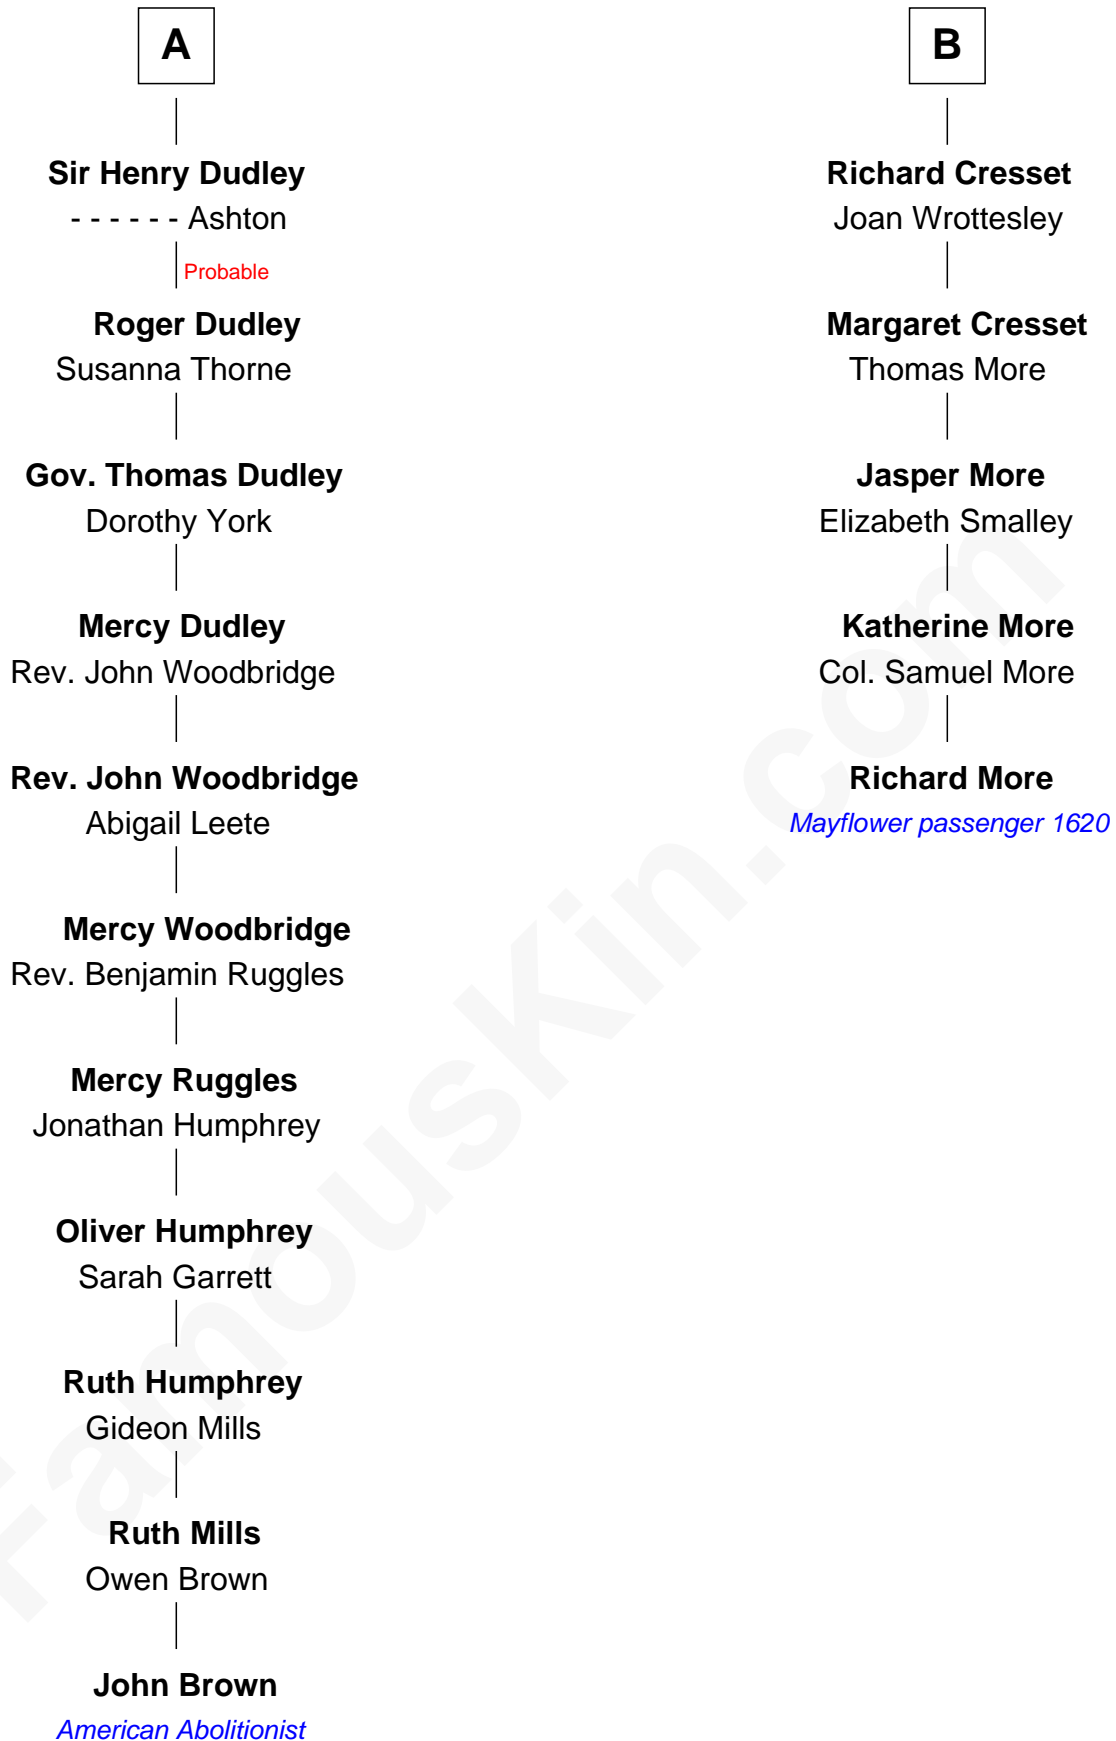 A
Sir Henry Dudley
- - - - - - Ashton
Probable
Roger Dudley
Susanna Thorne
Gov. Thomas Dudley
Dorothy York
Mercy Dudley
Rev. John Woodbridge
Rev. John Woodbridge
Abigail Leete
Mercy Woodbridge
Rev. Benjamin Ruggles
Mercy Ruggles
Jonathan Humphrey
Oliver Humphrey
Sarah Garrett
Ruth Humphrey
Gideon Mills
Ruth Mills
Owen Brown
John Brown
American Abolitionist
B
Richard Cresset
Joan Wrottesley
Margaret Cresset
Thomas More
Jasper More
Elizabeth Smalley
Katherine More
Col. Samuel More
Richard More
Mayflower passenger 1620
FamousKin.com